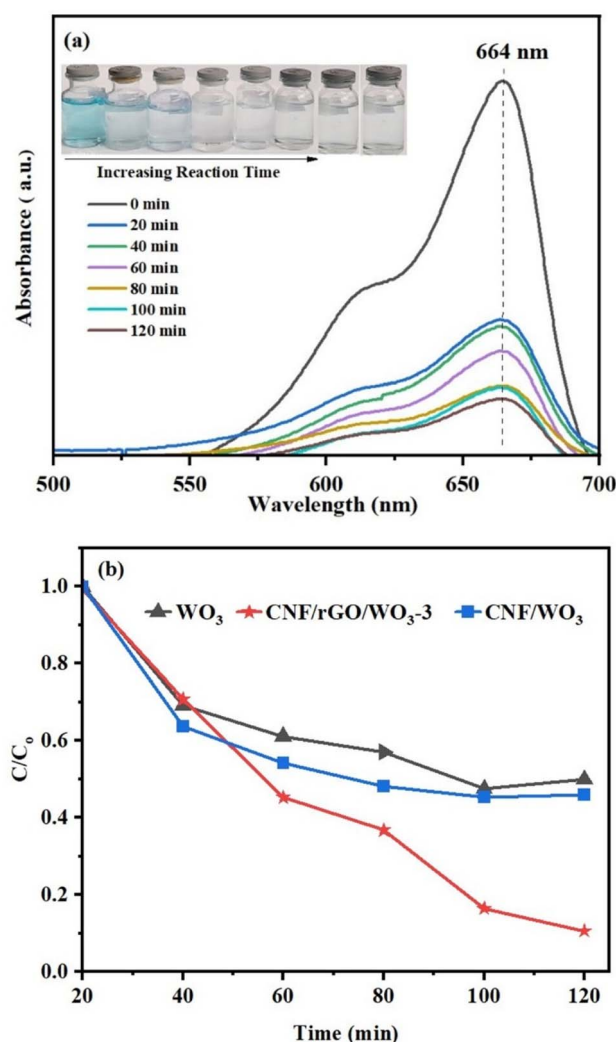 (a)
664 nm
Increasing Reaction Time
0 min
20 min
40 min
60 min
80 min
100 min
120 min
Absorbance ( a.u.)
500 550 600 650 700
Wavelength (nm)
(b)
WO₃ CNF/rGO/WO₃-3 CNF/WO₃
1.0
0.8
0.6
0.4
0.2
0.0
C/Cₒ
20 40 60 80 100 120
Time (min)